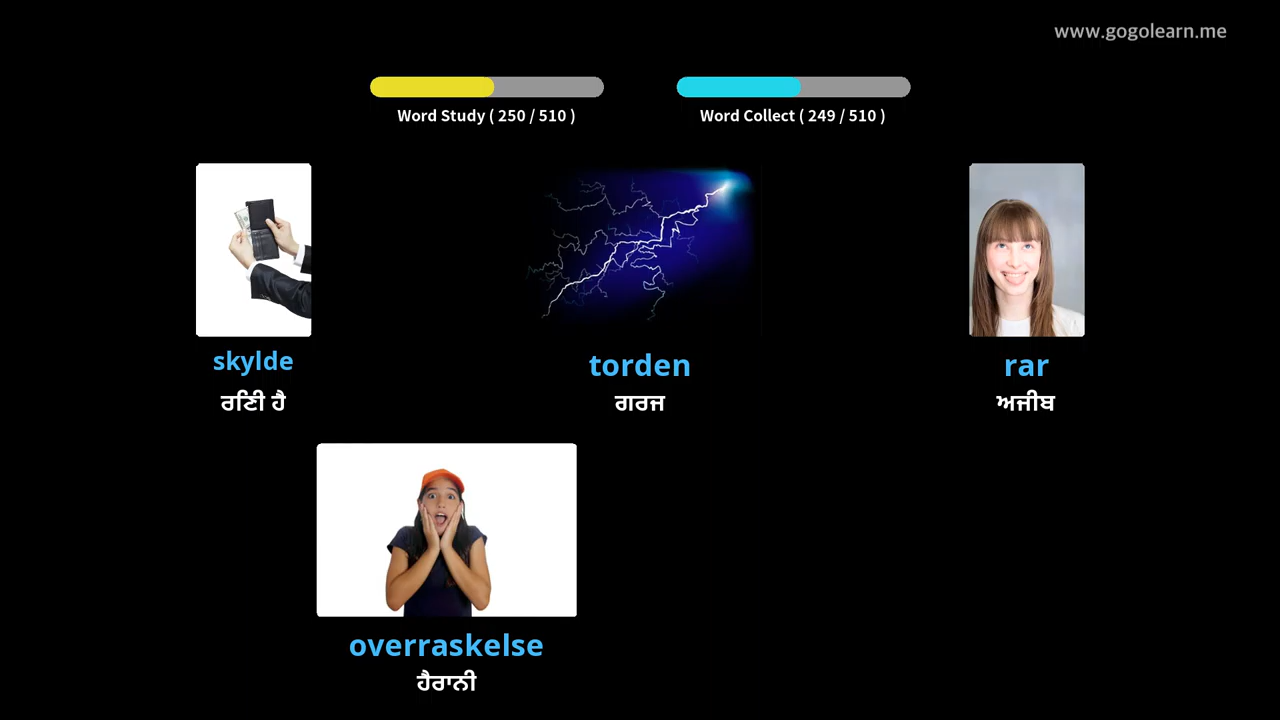 www.gogolearn.me
Word Study ( 250 / 510 )
Word Collect ( 249 / 510 )
skylde
ਰਣਿੀ ਹੈ
torden
ਗਰਜ
rar
ਅਜੀਬ
overraskelse
ਹੈਰਾਨੀ